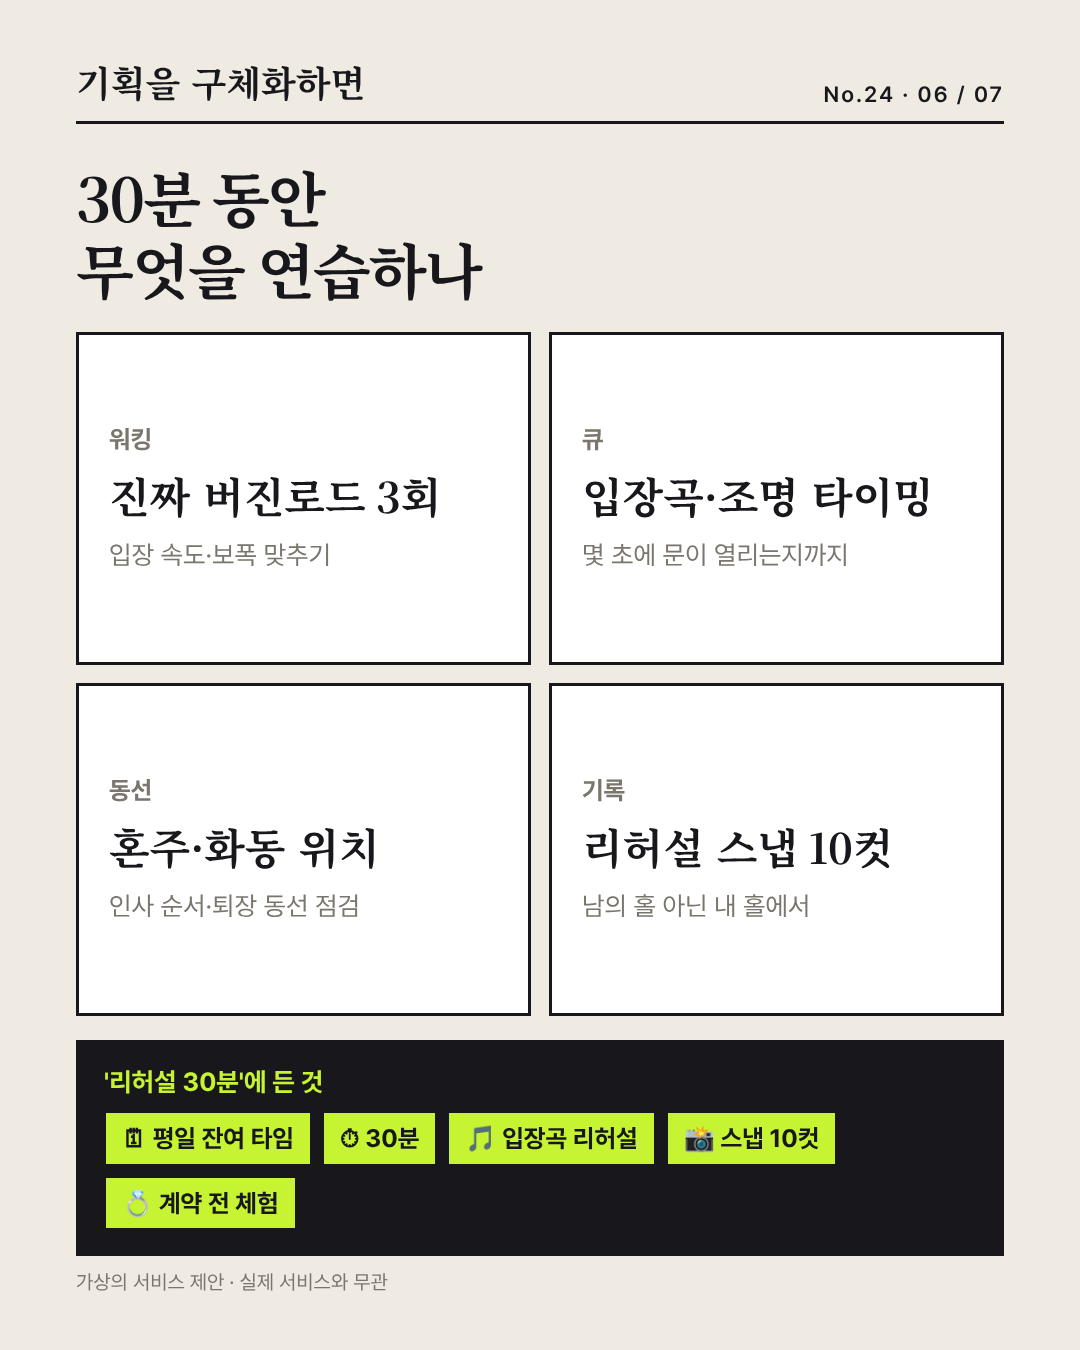 기획을 구체화하면
No.24 · 06 / 07
30분 동안
무엇을 연습하나
워킹
진짜 버진로드 3회
입장 속도·보폭 맞추기
큐
입장곡·조명 타이밍
몇 초에 문이 열리는지까지
동선
혼주·화동 위치
인사 순서·퇴장 동선 점검
기록
리허설 스냅 10컷
남의 홀 아닌 내 홀에서
'리허설 30분'에 든 것
🗓 평일 잔여 타임 ⏱ 30분 🎵 입장곡 리허설 📸 스냅 10컷
💍 계약 전 체험
가상의 서비스 제안 · 실제 서비스와 무관